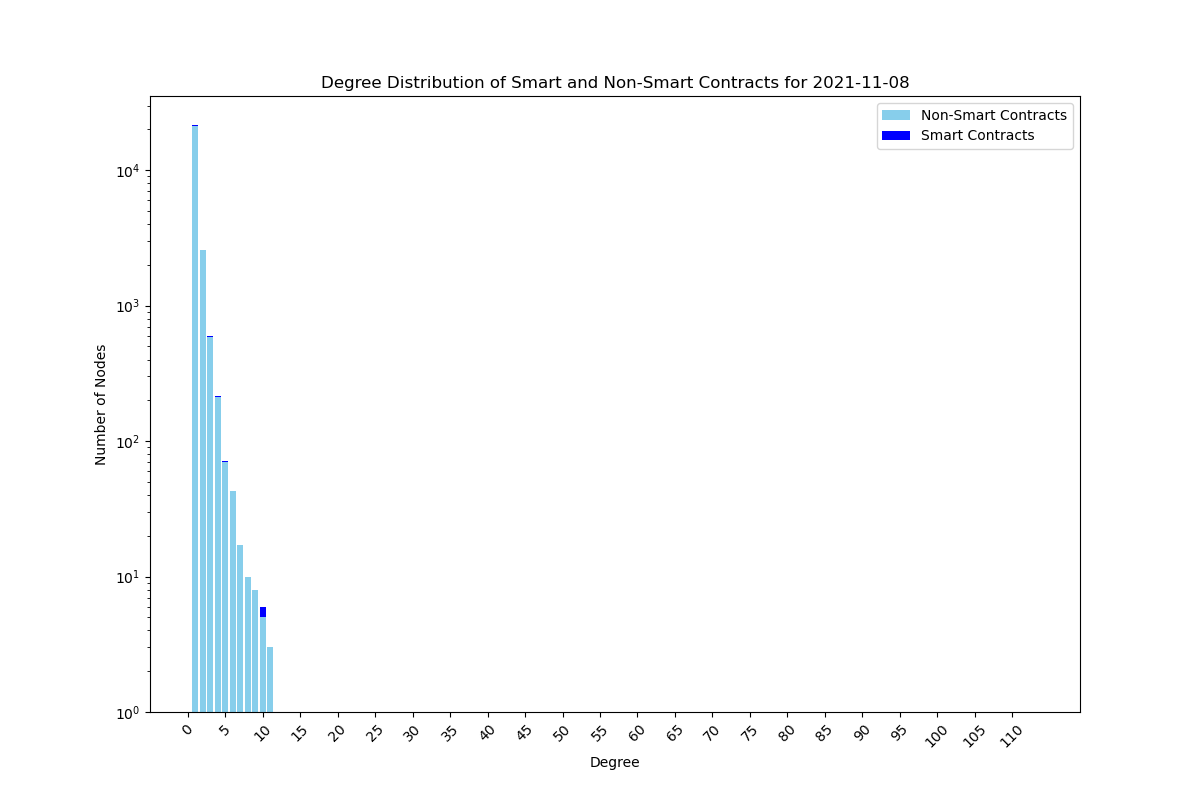 Degree Distribution of Smart and Non-Smart Contracts for 2021-11-08
Non-Smart Contracts
Smart Contracts
Number of Nodes
10⁴
10³
10²
10¹
10⁰
0 5 10 15 20 25 30 35 40 45 50 55 60 65 70 75 80 85 90 95 100 105 110
Degree